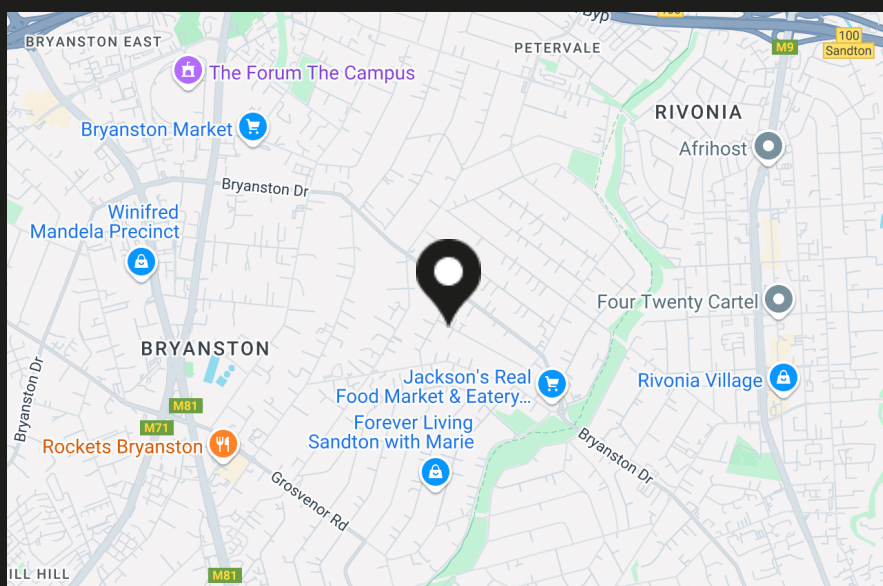 Byp
100
BRYANSTON EAST
PETERVALE
M9
100
Sandton
The Forum The Campus
RIVONIA
Bryanston Market
Afrihost
Bryanston Dr
Winifred
Mandela Precinct
Four Twenty Cartel
BRYANSTON
Jackson's Real
Food Market & Eatery...
Rivonia Village
Bryanston Dr
M81
Forever Living
Sandton with Marie
M71
Rockets Bryanston
Bryanston Dr
Grosvenor Rd
ILL HILL
M81